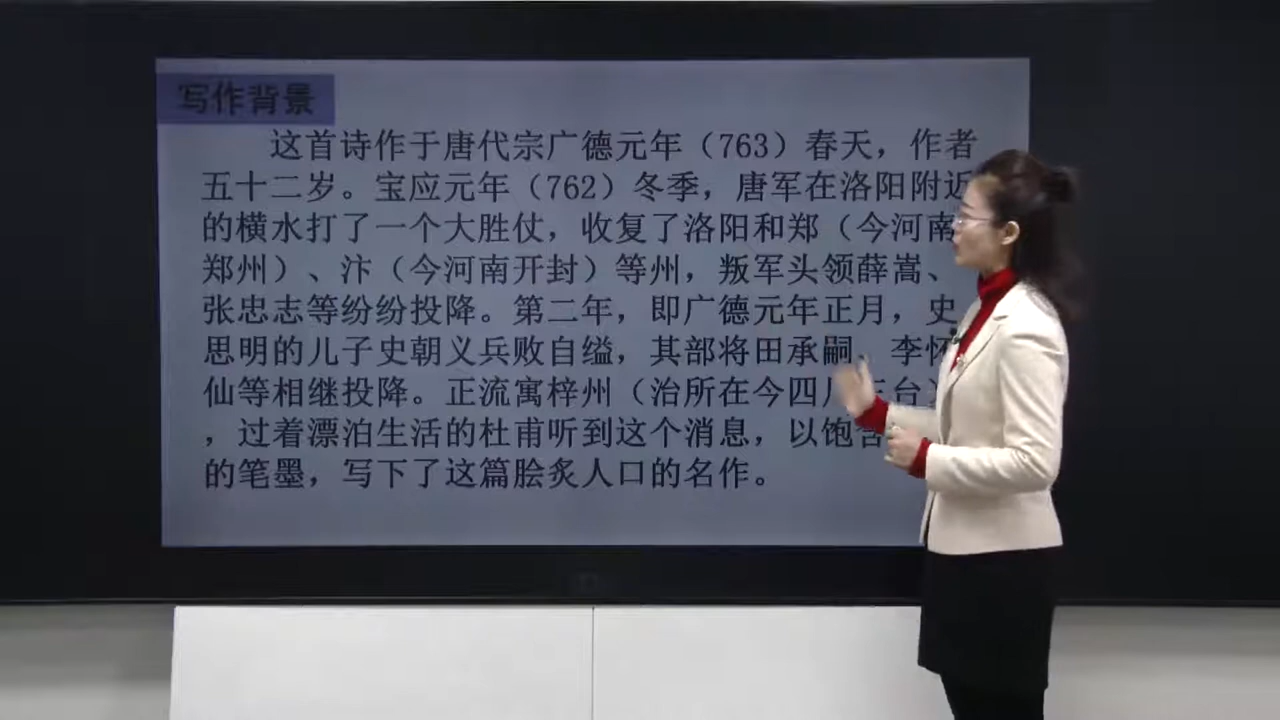 写作背景
这首诗作于唐代宗广德元年（763）春天，作者
五十二岁。宝应元年（762）冬季，唐军在洛阳附近
的横水打了一个大胜仗，收复了洛阳和郑（今河南
郑州）、汴（今河南开封）等州，叛军头领薛嵩、
张忠志等纷纷投降。第二年，即广德元年正月，史
思明的儿子史朝义兵败自缢，其部将田承嗣、李怀
仙等相继投降。正流寓梓州（治所在今四川三台）
，过着漂泊生活的杜甫听到这个消息，以饱含
的笔墨，写下了这篇脍炙人口的名作。